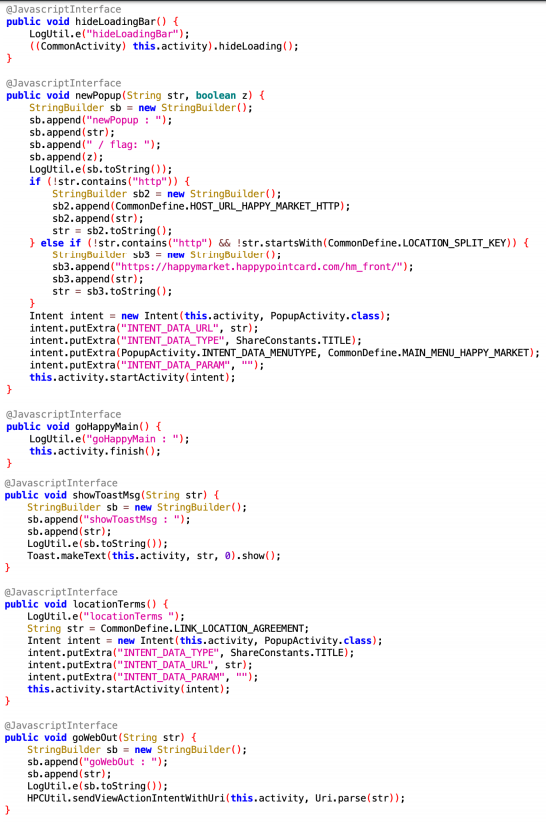 @JavascriptInterface
public void hideLoadingBar() {
    LogUtil.e("hideLoadingBar");
    ((CommonActivity) this.activity).hideLoading();
}
@JavascriptInterface
public void newPopup(String str, boolean z) {
    StringBuilder sb = new StringBuilder();
    sb.append("newPopup : ");
    sb.append(str);
    sb.append(" / flag: ");
    sb.append(z);
    LogUtil.e(sb.toString());
    if (!str.contains("http")) {
        StringBuilder sb2 = new StringBuilder();
        sb2.append(CommonDefine.HOST_URL_HAPPY_MARKET_HTTP);
        sb2.append(str);
        str = sb2.toString();
    } else if (!str.contains("http") && !str.startsWith(CommonDefine.LOCATION_SPLIT_KEY)) {
        StringBuilder sb3 = new StringBuilder();
        sb3.append("https://happymarket.happypointcard.com/hm_front/");
        sb3.append(str);
        str = sb3.toString();
    }
    Intent intent = new Intent(this.activity, PopupActivity.class);
    intent.putExtra("INTENT_DATA_URL", str);
    intent.putExtra("INTENT_DATA_TYPE", ShareConstants.TITLE);
    intent.putExtra(PopupActivity.INTENT_DATA_MENUTYPE, CommonDefine.MAIN_MENU_HAPPY_MARKET);
    intent.putExtra("INTENT_DATA_PARAM", "");
    this.activity.startActivity(intent);
}
@JavascriptInterface
public void goHappyMain() {
    LogUtil.e("goHappyMain : ");
    this.activity.finish();
}
@JavascriptInterface
public void showToastMsg(String str) {
    StringBuilder sb = new StringBuilder();
    sb.append("showToastMsg : ");
    sb.append(str);
    LogUtil.e(sb.toString());
    Toast.makeText(this.activity, str, 0).show();
}
@JavascriptInterface
public void locationTerms() {
    LogUtil.e("locationTerms ");
    String str = CommonDefine.LINK_LOCATION_AGREEMENT;
    Intent intent = new Intent(this.activity, PopupActivity.class);
    intent.putExtra("INTENT_DATA_TYPE", ShareConstants.TITLE);
    intent.putExtra("INTENT_DATA_URL", str);
    intent.putExtra("INTENT_DATA_PARAM", "");
    this.activity.startActivity(intent);
}
@JavascriptInterface
public void goWebOut(String str) {
    StringBuilder sb = new StringBuilder();
    sb.append("goWebOut : ");
    sb.append(str);
    LogUtil.e(sb.toString());
    HPCUtil.sendViewActionIntentWithUri(this.activity, Uri.parse(str));
}